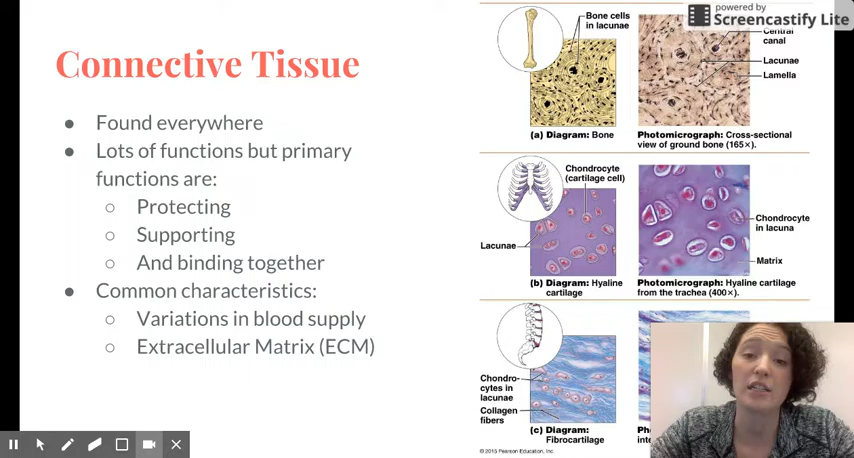 powered by
Screencastify Lite
Connective Tissue
● Found everywhere
● Lots of functions but primary
functions are:
○ Protecting
○ Supporting
○ And binding together
● Common characteristics:
○ Variations in blood supply
○ Extracellular Matrix (ECM)
Bone cells
in lacunae
(a) Diagram: Bone
Central
canal
Lacunae
Lamella
Photomicrograph: Cross-sectional
view of ground bone (165×).
Chondrocyte
(cartilage cell)
Lacunae
(b) Diagram: Hyaline
cartilage
Chondrocyte
in lacuna
Matrix
Photomicrograph: Hyaline cartilage
from the trachea (400×).
Chondro-
cytes in
lacunae
Collagen
fibers
(c) Diagram:
Fibrocartilage
© 2015 Pearson Education, Inc.